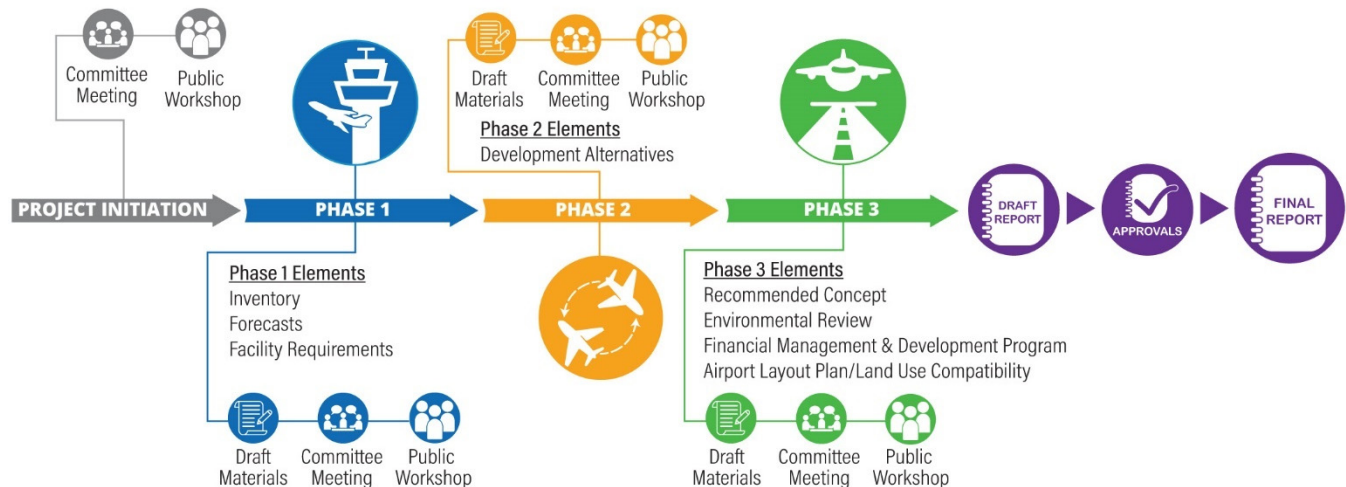 Committee
Meeting
Public
Workshop
PROJECT INITIATION
PHASE 1
Phase 1 Elements
Inventory
Forecasts
Facility Requirements
Draft
Materials
Committee
Meeting
Public
Workshop
Draft
Materials
Committee
Meeting
Public
Workshop
Phase 2 Elements
Development Alternatives
PHASE 2
PHASE 3
Phase 3 Elements
Recommended Concept
Environmental Review
Financial Management & Development Program
Airport Layout Plan/Land Use Compatibility
Draft
Materials
Committee
Meeting
Public
Workshop
DRAFT
REPORT
APPROVALS
FINAL
REPORT